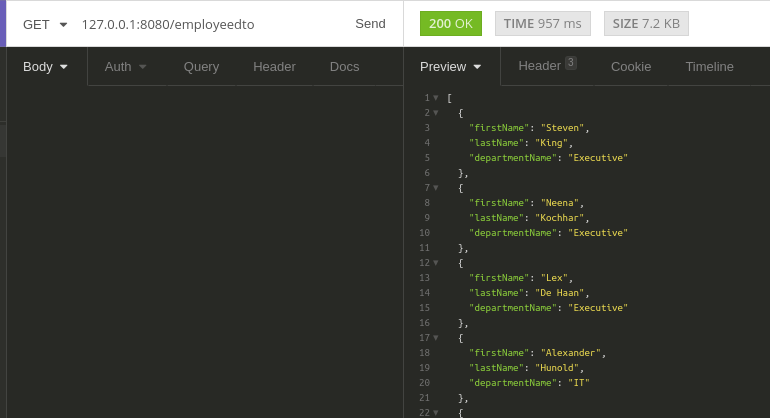 GET 127.0.0.1:8080/employeedto Send
200 OK TIME 957 ms SIZE 7.2 KB
Body Auth Query Header Docs
Preview Header 3 Cookie Timeline
1 [
2 {
3 "firstName": "Steven",
4 "lastName": "King",
5 "departmentName": "Executive"
6 },
7 {
8 "firstName": "Neena",
9 "lastName": "Kochhar",
10 "departmentName": "Executive"
11 },
12 {
13 "firstName": "Lex",
14 "lastName": "De Haan",
15 "departmentName": "Executive"
16 },
17 {
18 "firstName": "Alexander",
19 "lastName": "Hunold",
20 "departmentName": "IT"
21 },
22 {